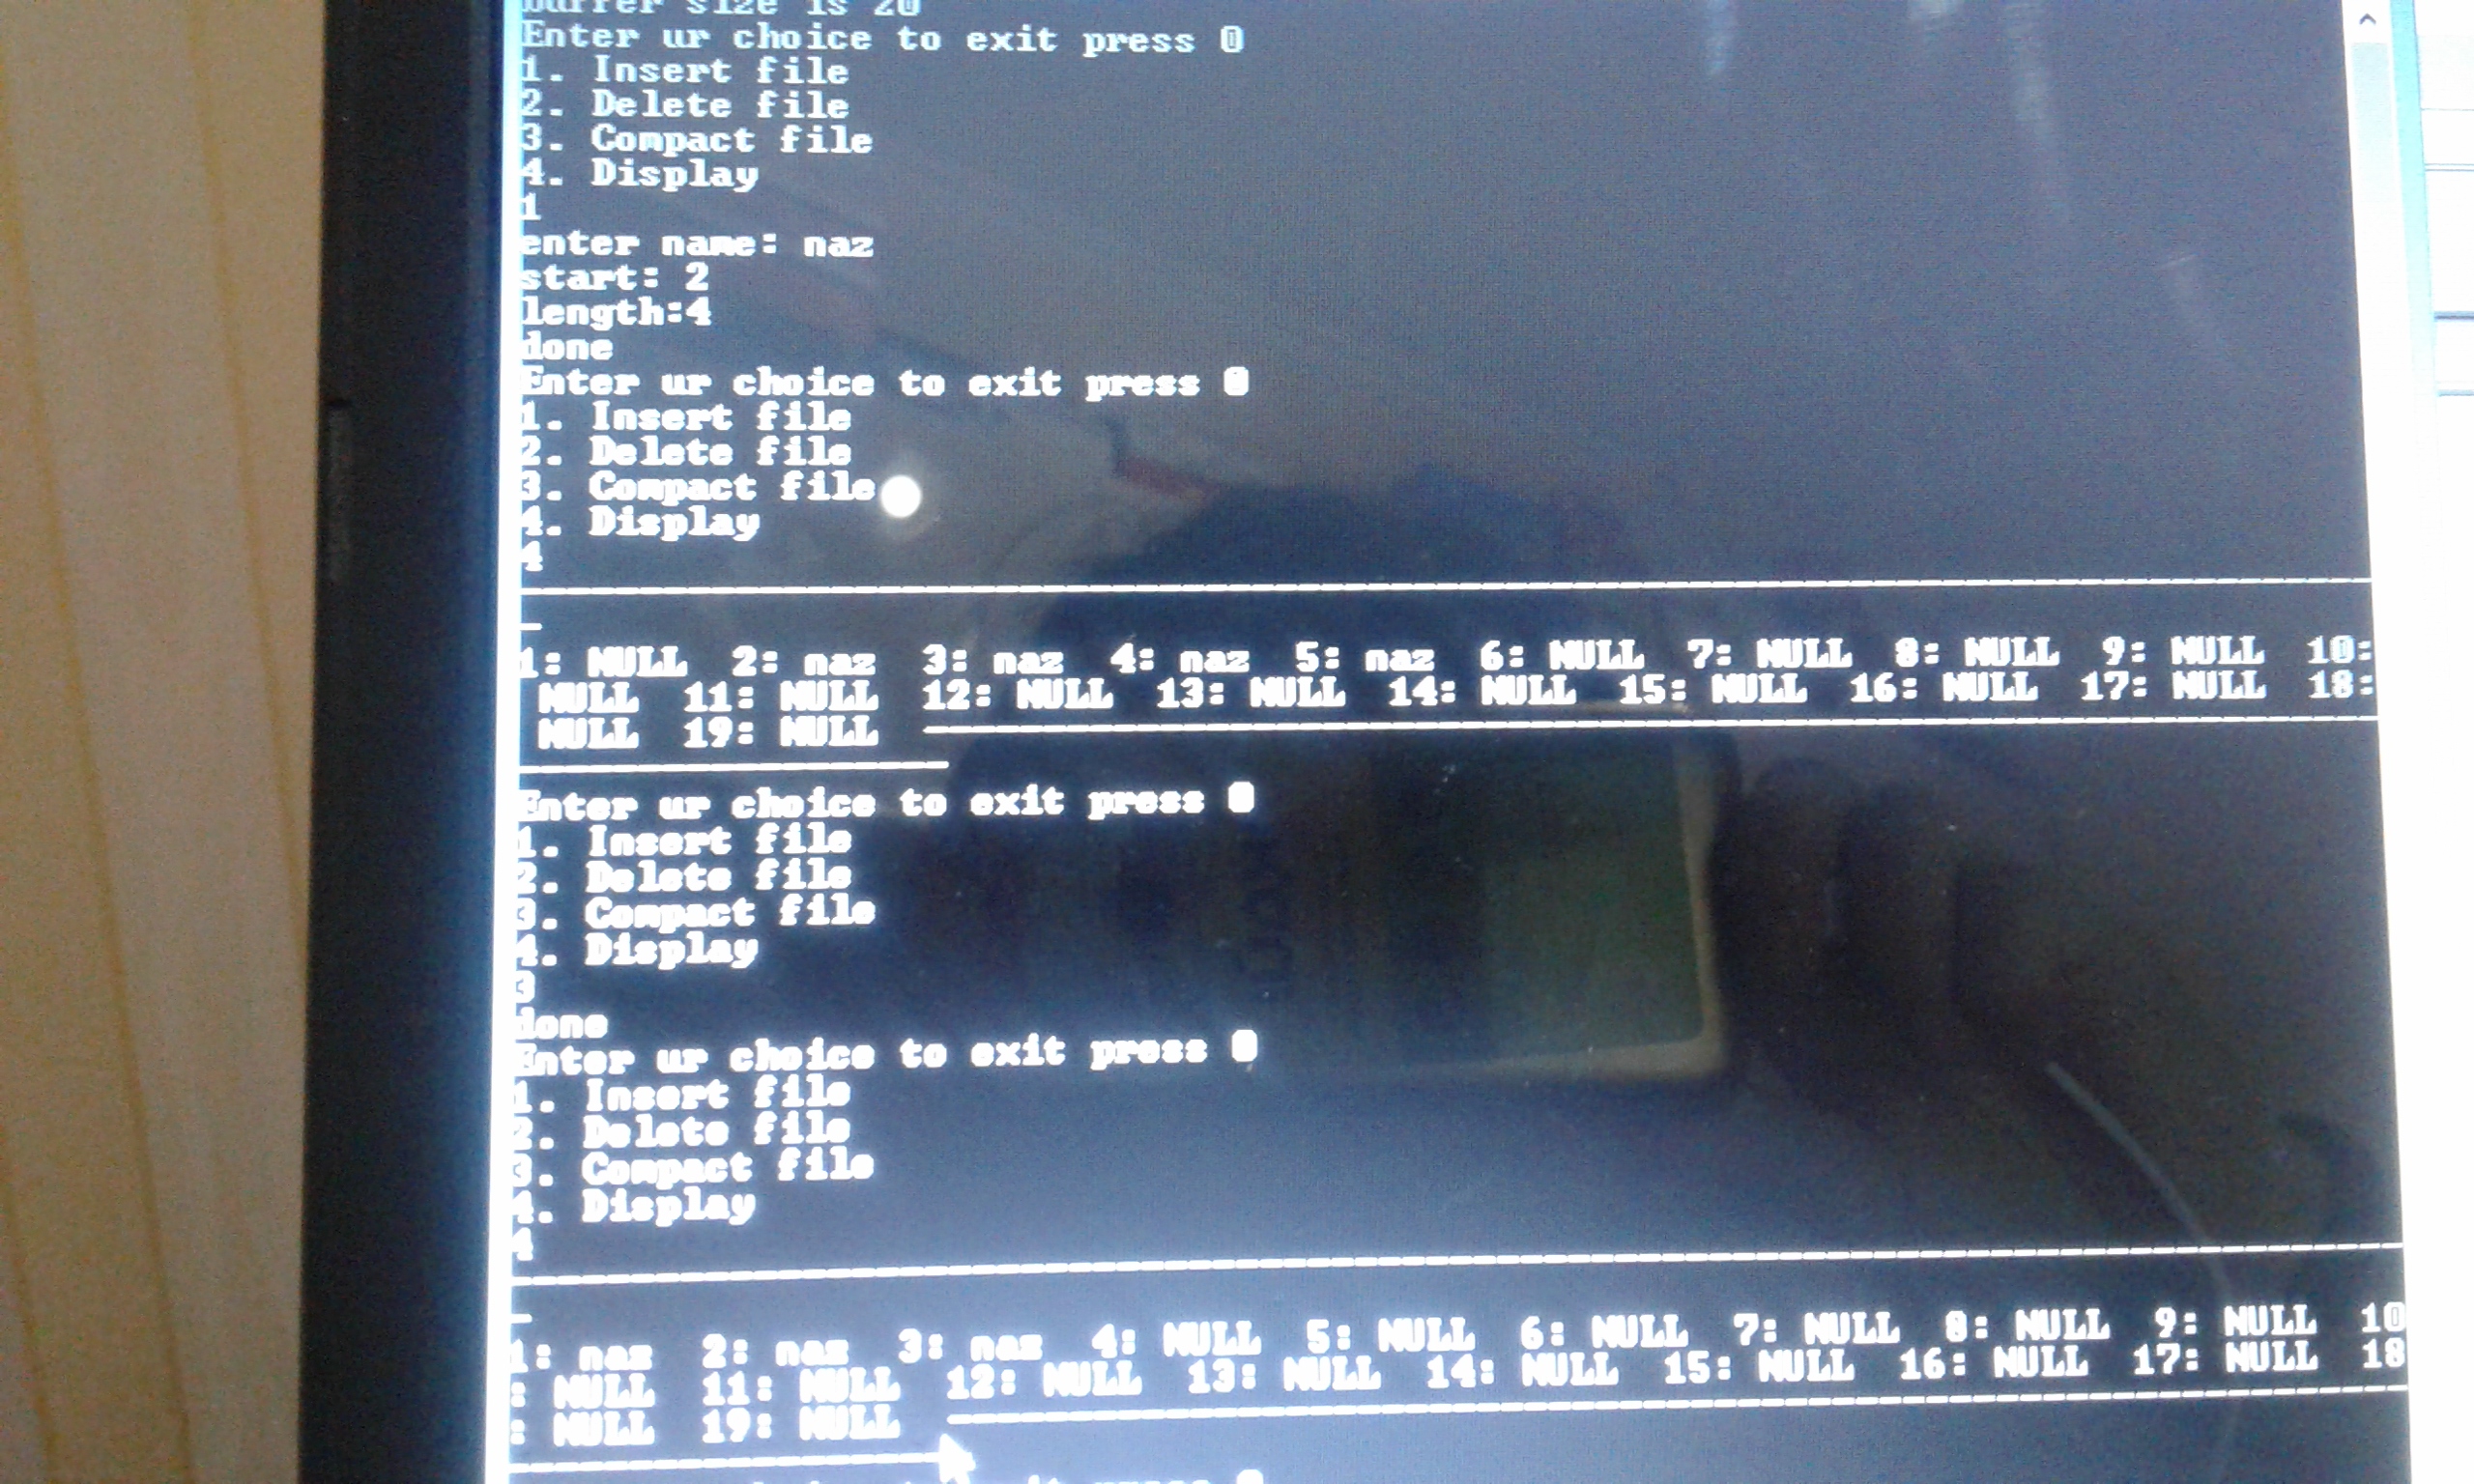 buffer size is 20
Enter ur choice to exit press 0
1. Insert file
2. Delete file
3. Compact file
4. Display
1
enter name: naz
start: 2
length:4
done
Enter ur choice to exit press 0
1. Insert file
2. Delete file
3. Compact file
4. Display
4
1: NULL 2: naz 3: naz 4: naz 5: naz 6: NULL 7: NULL 8: NULL 9: NULL 10:
NULL 11: NULL 12: NULL 13: NULL 14: NULL 15: NULL 16: NULL 17: NULL 18:
NULL 19: NULL
Enter ur choice to exit press 0
1. Insert file
2. Delete file
3. Compact file
4. Display
3
done
Enter ur choice to exit press 0
1. Insert file
2. Delete file
3. Compact file
4. Display
4
1: naz 2: naz 3: naz 4: NULL 5: NULL 6: NULL 7: NULL 8: NULL 9: NULL 10
: NULL 11: NULL 12: NULL 13: NULL 14: NULL 15: NULL 16: NULL 17: NULL 18
: NULL 19: NULL
choice to exit press 0